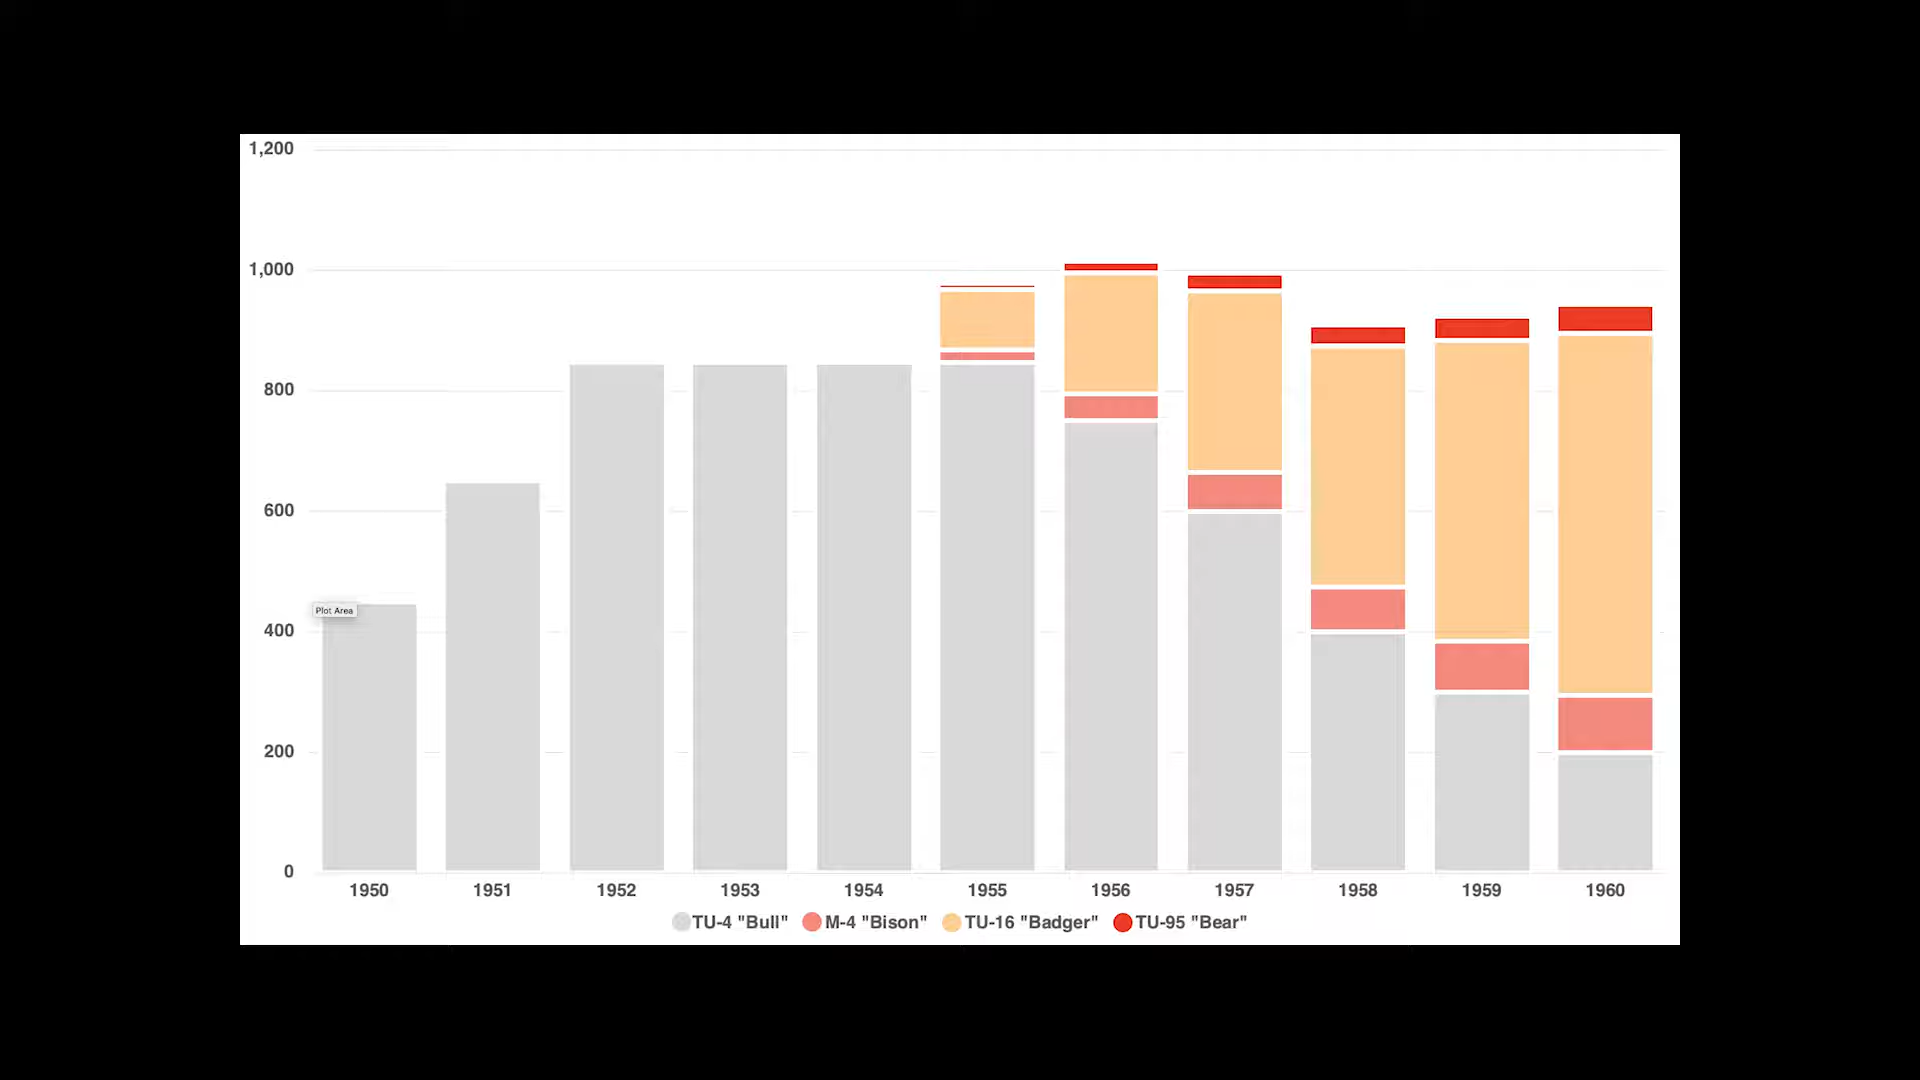 1,200
1,000
800
600
400
200
0
Plot Area
1950 1951 1952 1953 1954 1955 1956 1957 1958 1959 1960
TU-4 "Bull" M-4 "Bison" TU-16 "Badger" TU-95 "Bear"